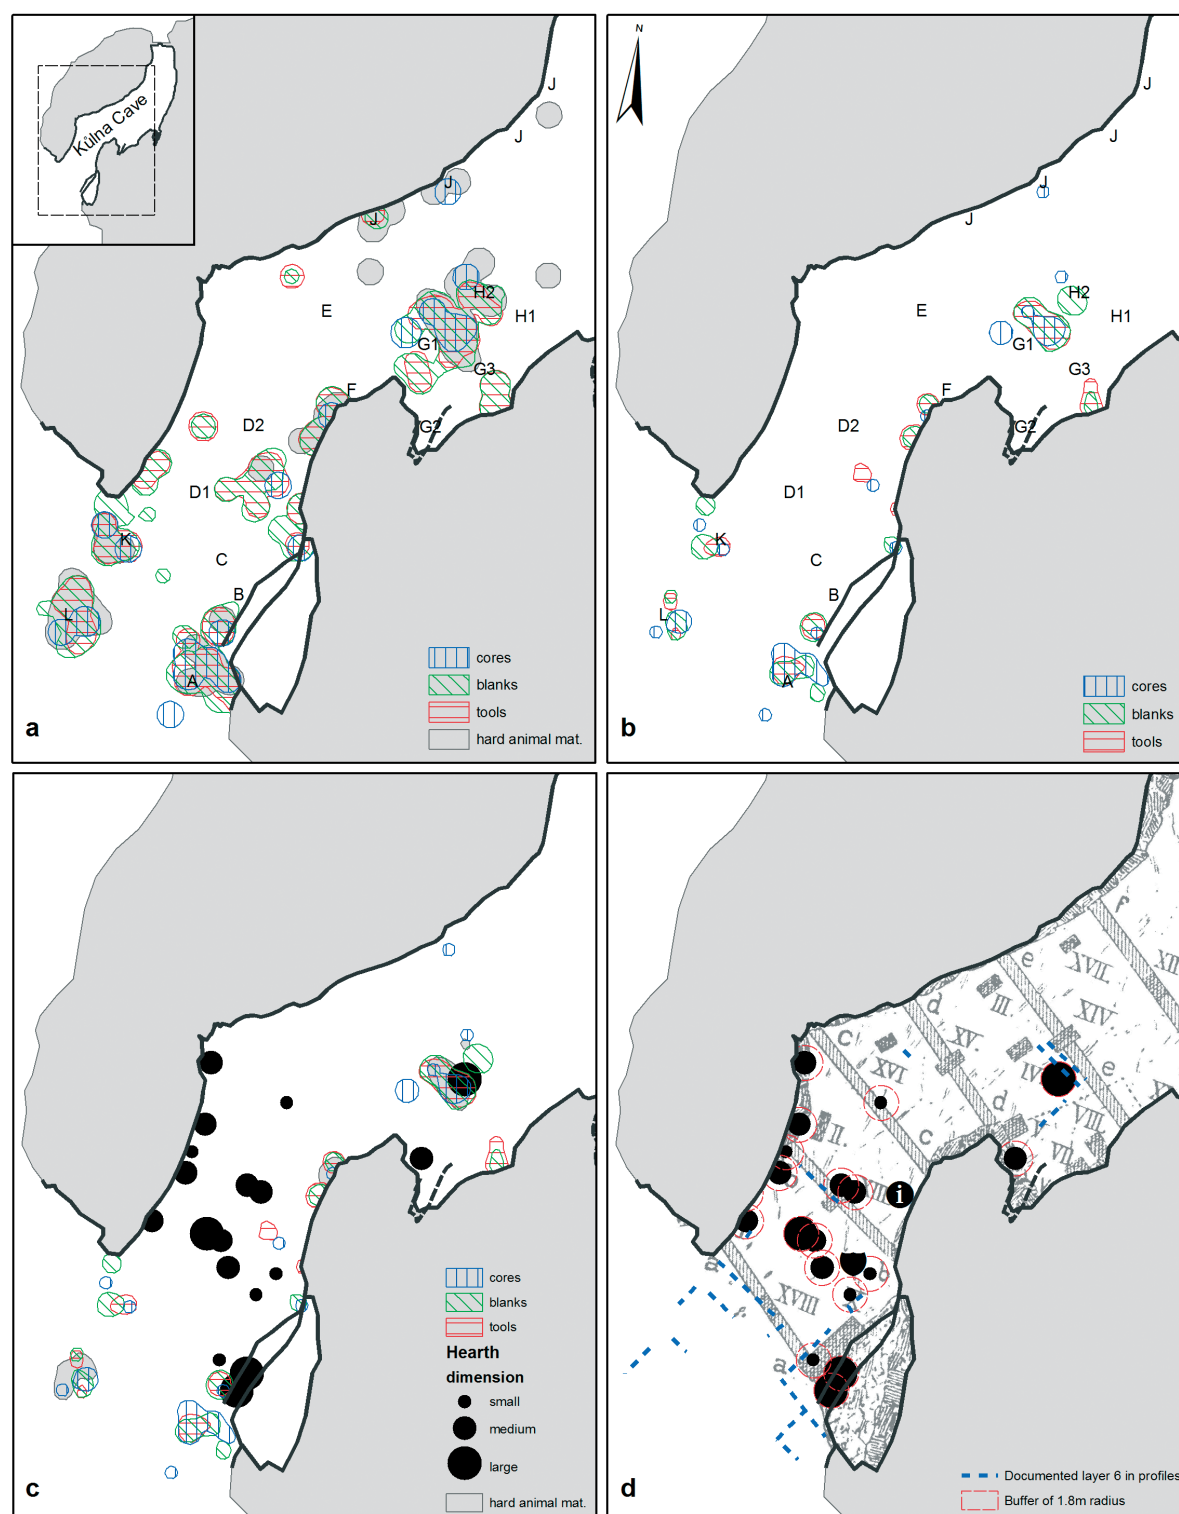 Kůlna Cave
J
J
J
J
E
H2
H1
G1
G3
F
G2
D2
D1
K
C
B
L
A
cores
blanks
tools
hard animal mat.
a
N
J
J
J
J
E
H2
H1
G1
G3
F
G2
D2
D1
K
C
B
L
A
cores
blanks
tools
b
cores
blanks
tools
Hearth
dimension
small
medium
large
hard animal mat.
c
f
e
XVII.
XII
d
III.
XIV.
c
XV.
XVI
e
d
VIII.
II.
c
VII.
i
XVIII
a
Documented layer 6 in profiles
Buffer of 1.8m radius
d